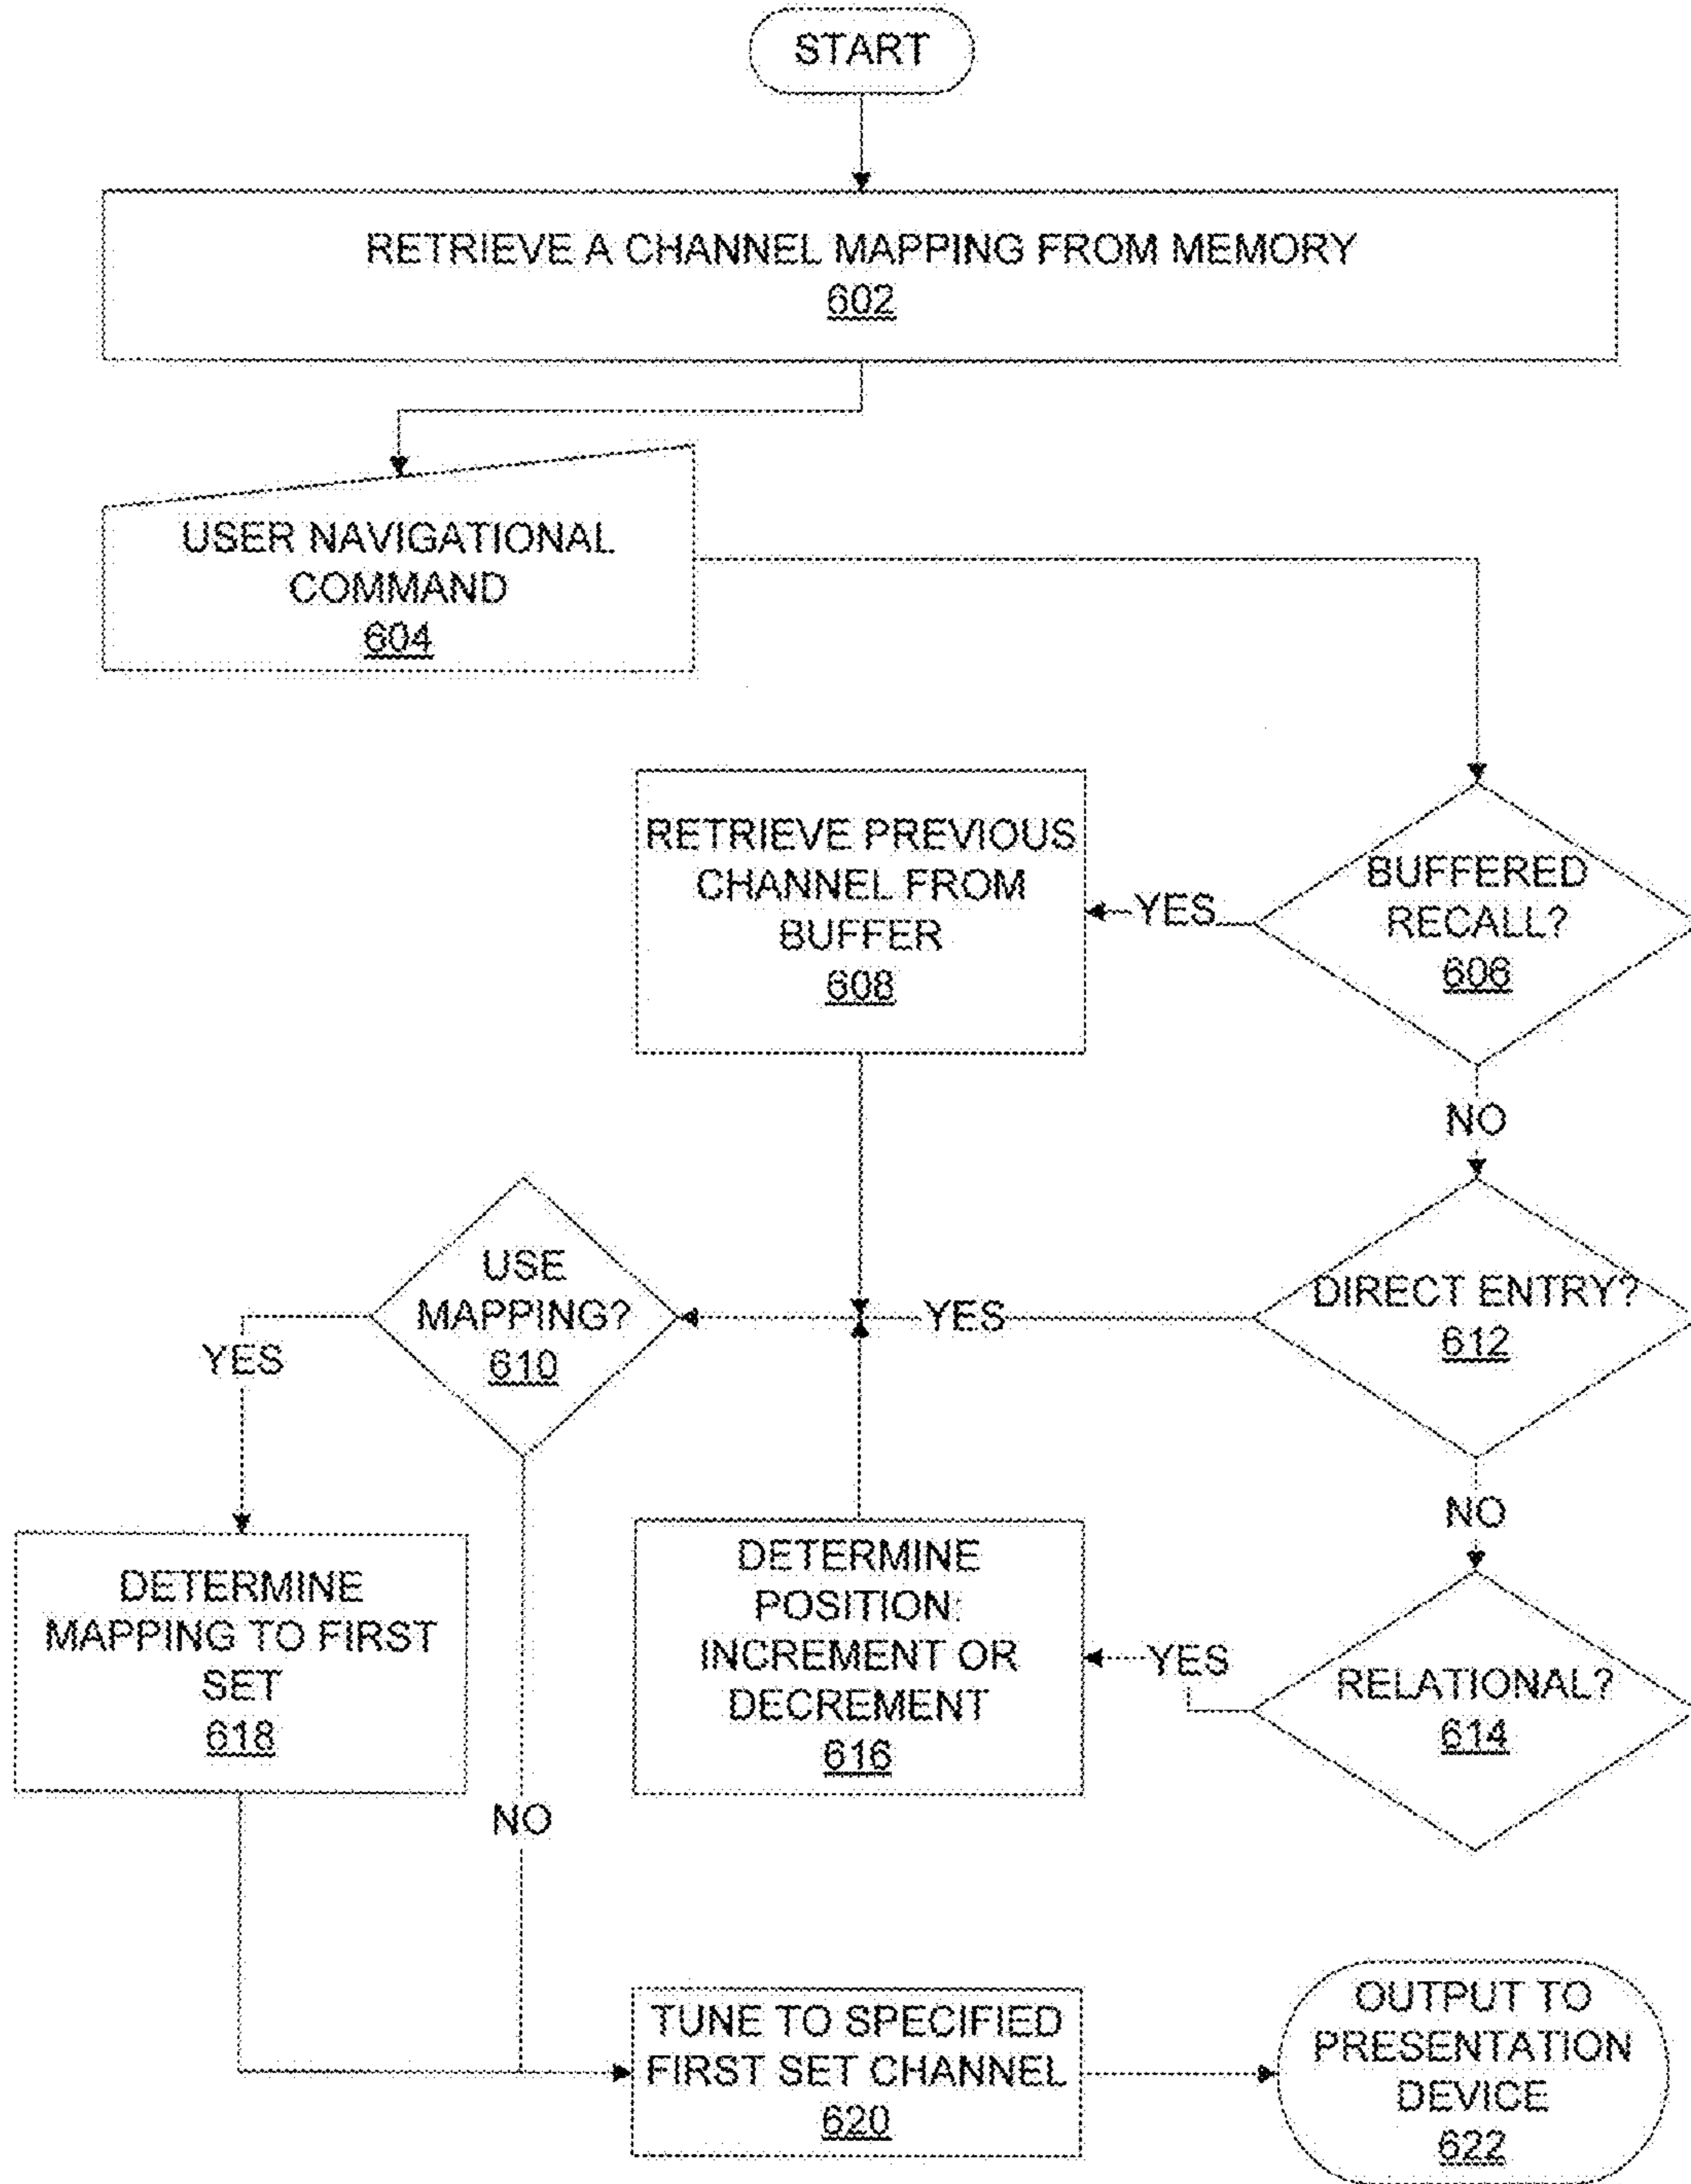 START
RETRIEVE A CHANNEL MAPPING FROM MEMORY
602
USER NAVIGATIONAL
COMMAND
604
RETRIEVE PREVIOUS
CHANNEL FROM
BUFFER
608
YES
BUFFERED
RECALL?
606
NO
USE
MAPPING?
610
YES
YES
DIRECT ENTRY?
612
NO
DETERMINE
MAPPING TO FIRST
SET
618
NO
DETERMINE
POSITION:
INCREMENT OR
DECREMENT
616
YES
RELATIONAL?
614
TUNE TO SPECIFIED
FIRST SET CHANNEL
620
OUTPUT TO
PRESENTATION
DEVICE
622